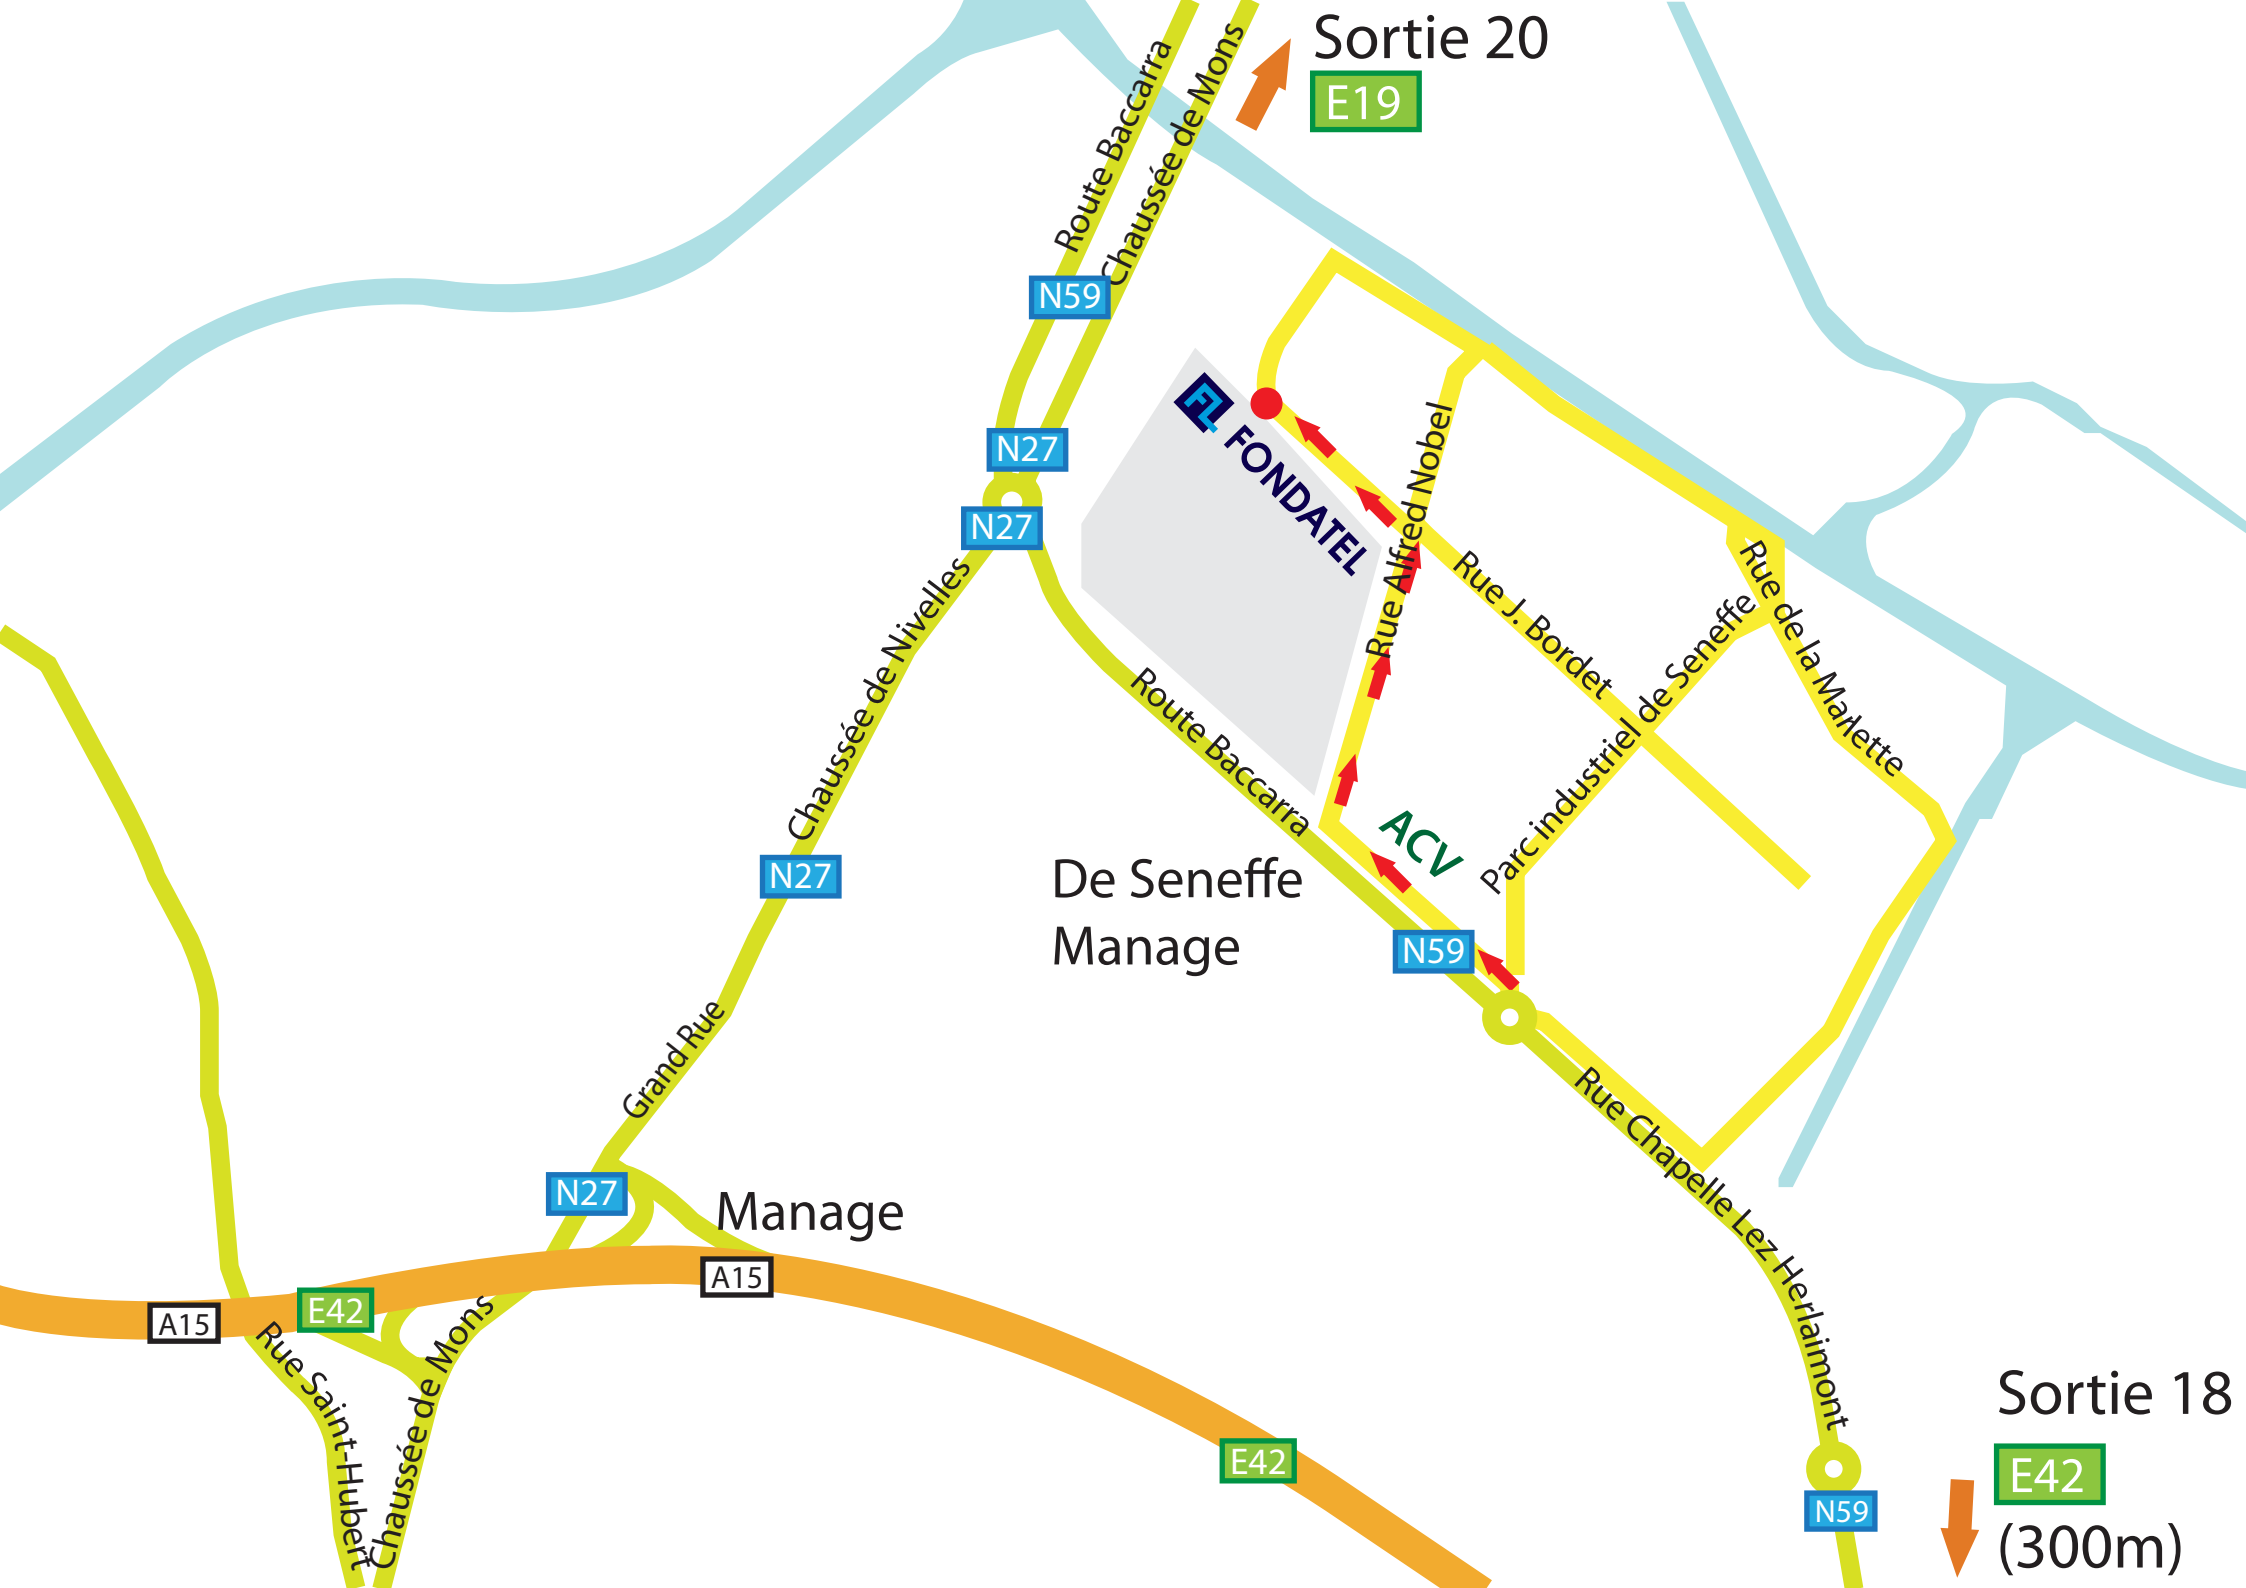 Sortie 20
E19
Route Baccarra
Chaussée de Mons
N59
N27
N27
FONDATEL
Rue Alfred Nobel
Rue J. Bordet
Rue de la Marlette
Parc industriel de Seneffe
Chaussée de Nivelles
Route Baccarra
ACV
De Seneffe
Manage
N27
N59
Grand Rue
Rue Chapelle Lez Herlaimont
N27
Manage
A15
E42
A15
Rue Saint-Hubert
Chaussée de Mons
E42
Sortie 18
E42
N59
(300m)